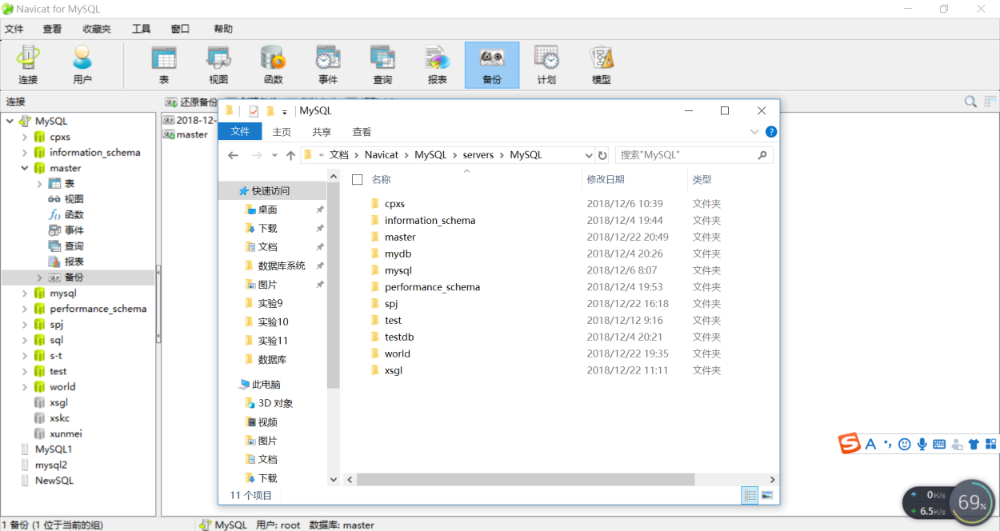 Navicat for MySQL
文件 查看 收藏夹 工具 窗口 帮助
连接 用户 表 视图 函数 事件 查询 报表 备份 计划 模型
连接
还原备份
MySQL
cpxs
information_schema
master
表
视图
函数
事件
查询
报表
备份
mysql
performance_schema
spj
sql
s-t
test
world
xsgl
xskc
xunmei
MySQL1
mysql2
NewSQL
2018-12-
master
MySQL
文件 主页 共享 查看
« 文档 › Navicat › MySQL › servers › MySQL
搜索"MySQL"
快速访问
桌面
下载
文档
数据库系统
图片
实验9
实验10
实验11
数据库
此电脑
3D 对象
视频
图片
文档
下载
名称 修改日期 类型
cpxs 2018/12/6 10:39 文件夹
information_schema 2018/12/4 19:44 文件夹
master 2018/12/22 20:49 文件夹
mydb 2018/12/4 20:26 文件夹
mysql 2018/12/6 8:07 文件夹
performance_schema 2018/12/4 19:53 文件夹
spj 2018/12/22 16:18 文件夹
test 2018/12/12 9:16 文件夹
testdb 2018/12/4 20:21 文件夹
world 2018/12/22 19:35 文件夹
xsgl 2018/12/22 11:11 文件夹
11 个项目
0K/s
6.5K/s
69%
1 备份 (1 位于当前的组) MySQL 用户: root 数据库: master